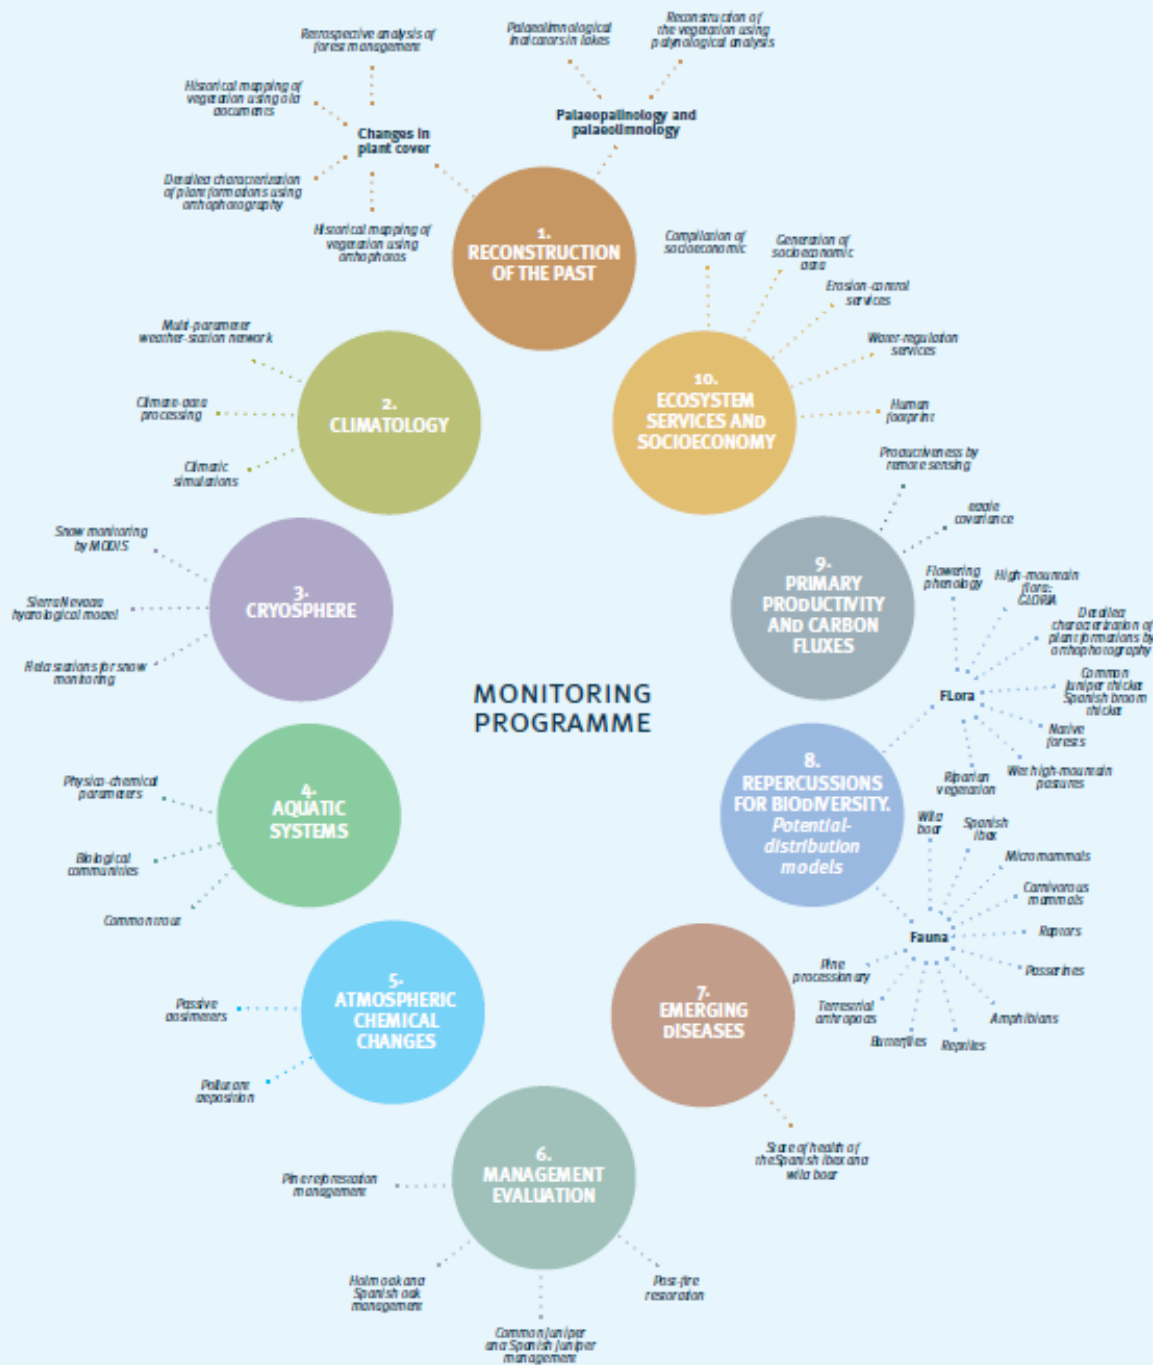 Retrospective analysis of
forest management
Historical mapping of
vegetation using old
documents
Changes in
plant cover
Detailed characterization
of plant formations using
orthophotography
Historical mapping of
vegetation using
orthophotos
Palaeolimnological
indicators in lakes
Reconstruction of
the vegetation using
palynological analysis
Palaeopalinology and
palaeolimnology
1.
RECONSTRUCTION
OF THE PAST
Multi-parameter
weather-station network
Climate-data
processing
Climatic
simulations
2.
CLIMATOLOGY
Snow monitoring
by MODIS
Sierra Nevada
hydrological model
Field stations for snow
monitoring
3.
CRYOSPHERE
MONITORING
PROGRAMME
Physico-chemical
parameters
Biological
communities
Common trout
4.
AQUATIC
SYSTEMS
Passive
dosimeters
Pollutant
deposition
5.
ATMOSPHERIC
CHEMICAL
CHANGES
Pine reforestation
management
Holm oak and
Spanish oak
management
Common juniper
and Spanish juniper
management
Post-fire
restoration
6.
MANAGEMENT
EVALUATION
7.
EMERGING
DISEASES
State of health of
the Spanish ibex and
wild boar
8.
REPERCUSSIONS
FOR BIODIVERSITY.
Potential-
distribution
models
Flora
Flowering
phenology
High-mountain
flora:
GLORIA
Detailed
characterization of
plant formations by
orthophotography
Common
juniper thicket
Spanish broom
thicket
Native
forests
Wet high-mountain
pastures
Riparian
vegetation
Fauna
Wild
boar
Spanish
ibex
Micromammals
Carnivorous
mammals
Raptors
Passerines
Amphibians
Reptiles
Butterflies
Terrestrial
arthropods
Pine
processionary
9.
PRIMARY
PRODUCTIVITY
AND CARBON
FLUXES
Productiveness by
remote sensing
eddie
covariance
10.
ECOSYSTEM
SERVICES AND
SOCIOECONOMY
Compilation of
socioeconomic
Generation of
socioeconomic
data
Erosion-control
services
Water-regulation
services
Human
footprint